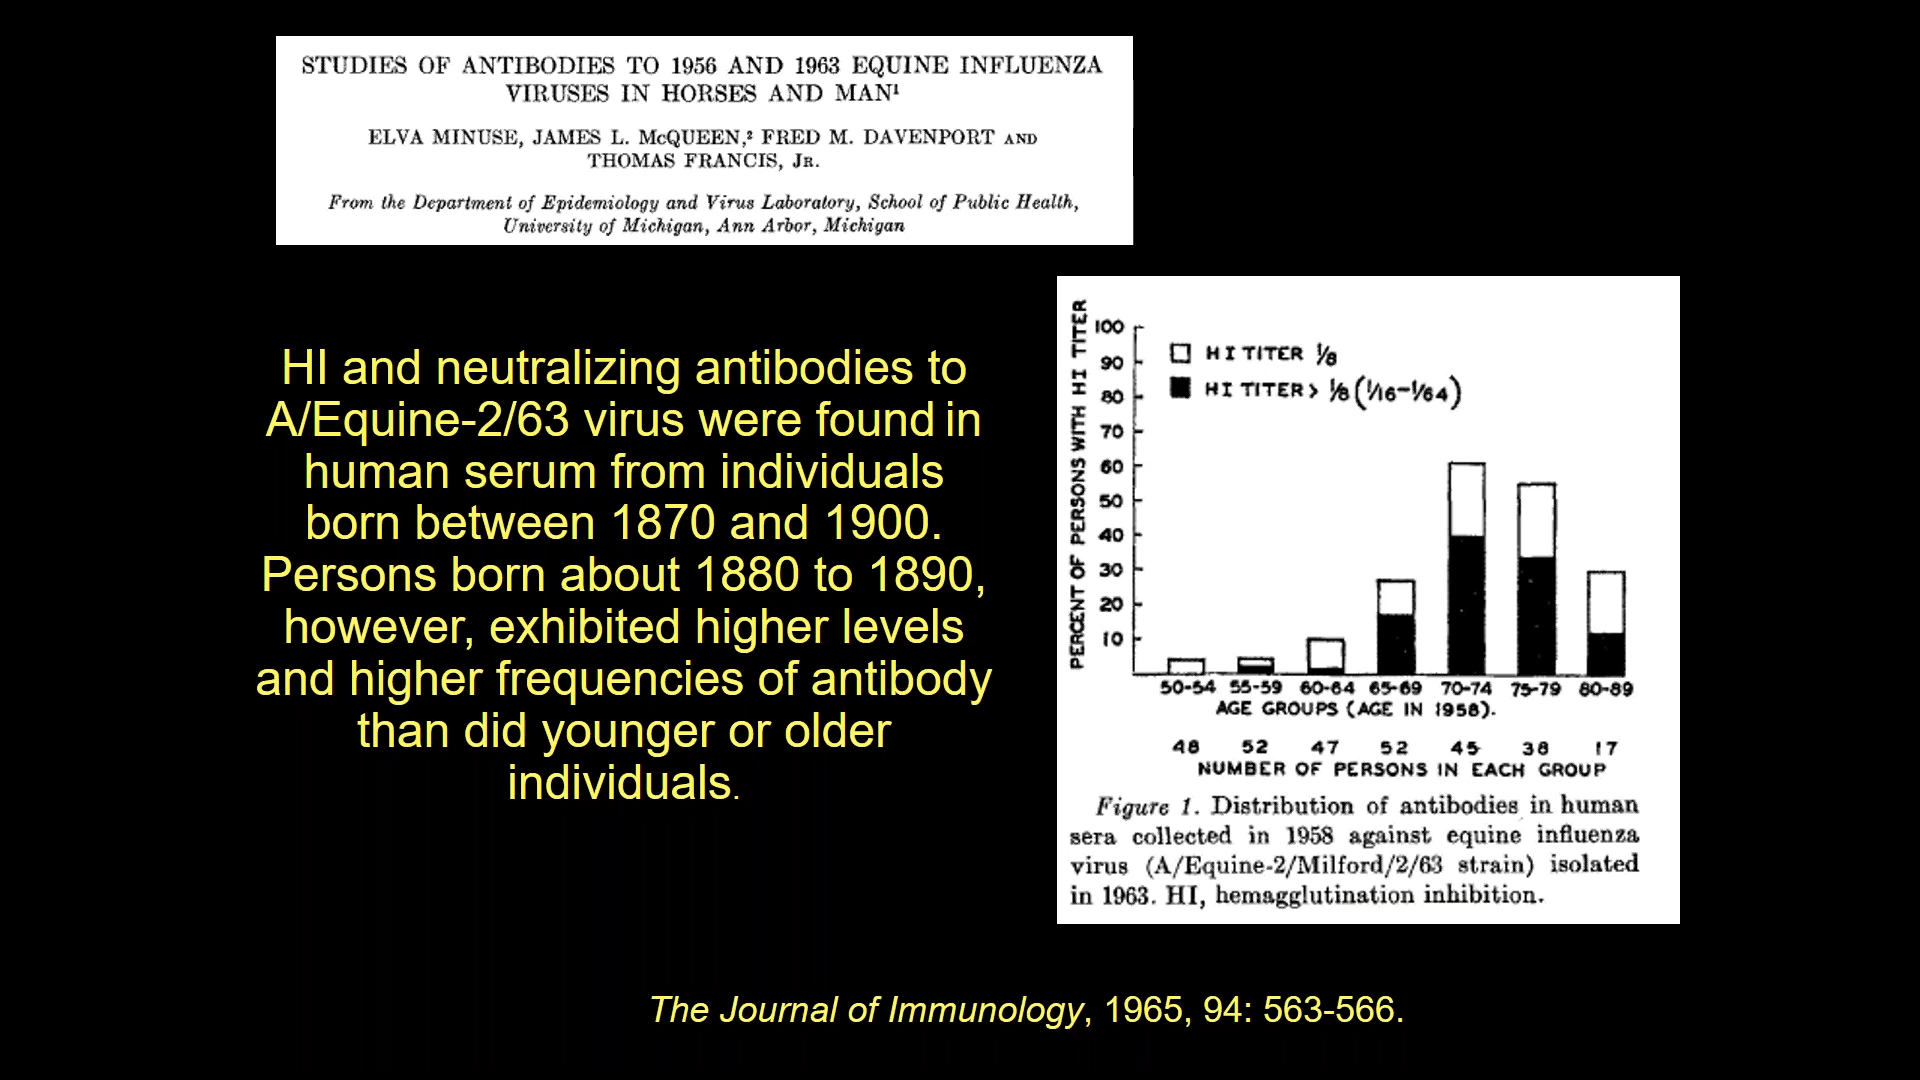 STUDIES OF ANTIBODIES TO 1956 AND 1963 EQUINE INFLUENZA
VIRUSES IN HORSES AND MAN¹
ELVA MINUSE, JAMES L. McQUEEN,² FRED M. DAVENPORT AND
THOMAS FRANCIS, JR.
From the Department of Epidemiology and Virus Laboratory, School of Public Health,
University of Michigan, Ann Arbor, Michigan
HI and neutralizing antibodies to
A/Equine-2/63 virus were found in
human serum from individuals
born between 1870 and 1900.
Persons born about 1880 to 1890,
however, exhibited higher levels
and higher frequencies of antibody
than did younger or older
individuals.
PERCENT OF PERSONS WITH HI TITER
100
90
80
70
60
50
40
30
20
10
HI TITER 1/8
HI TITER > 1/8 (1/16-1/64)
50-54 55-59 60-64 65-69 70-74 75-79 80-89
AGE GROUPS (AGE IN 1958).
48 52 47 52 45 38 17
NUMBER OF PERSONS IN EACH GROUP
Figure 1. Distribution of antibodies in human
sera collected in 1958 against equine influenza
virus (A/Equine-2/Milford/2/63 strain) isolated
in 1963. HI, hemagglutination inhibition.
The Journal of Immunology, 1965, 94: 563-566.